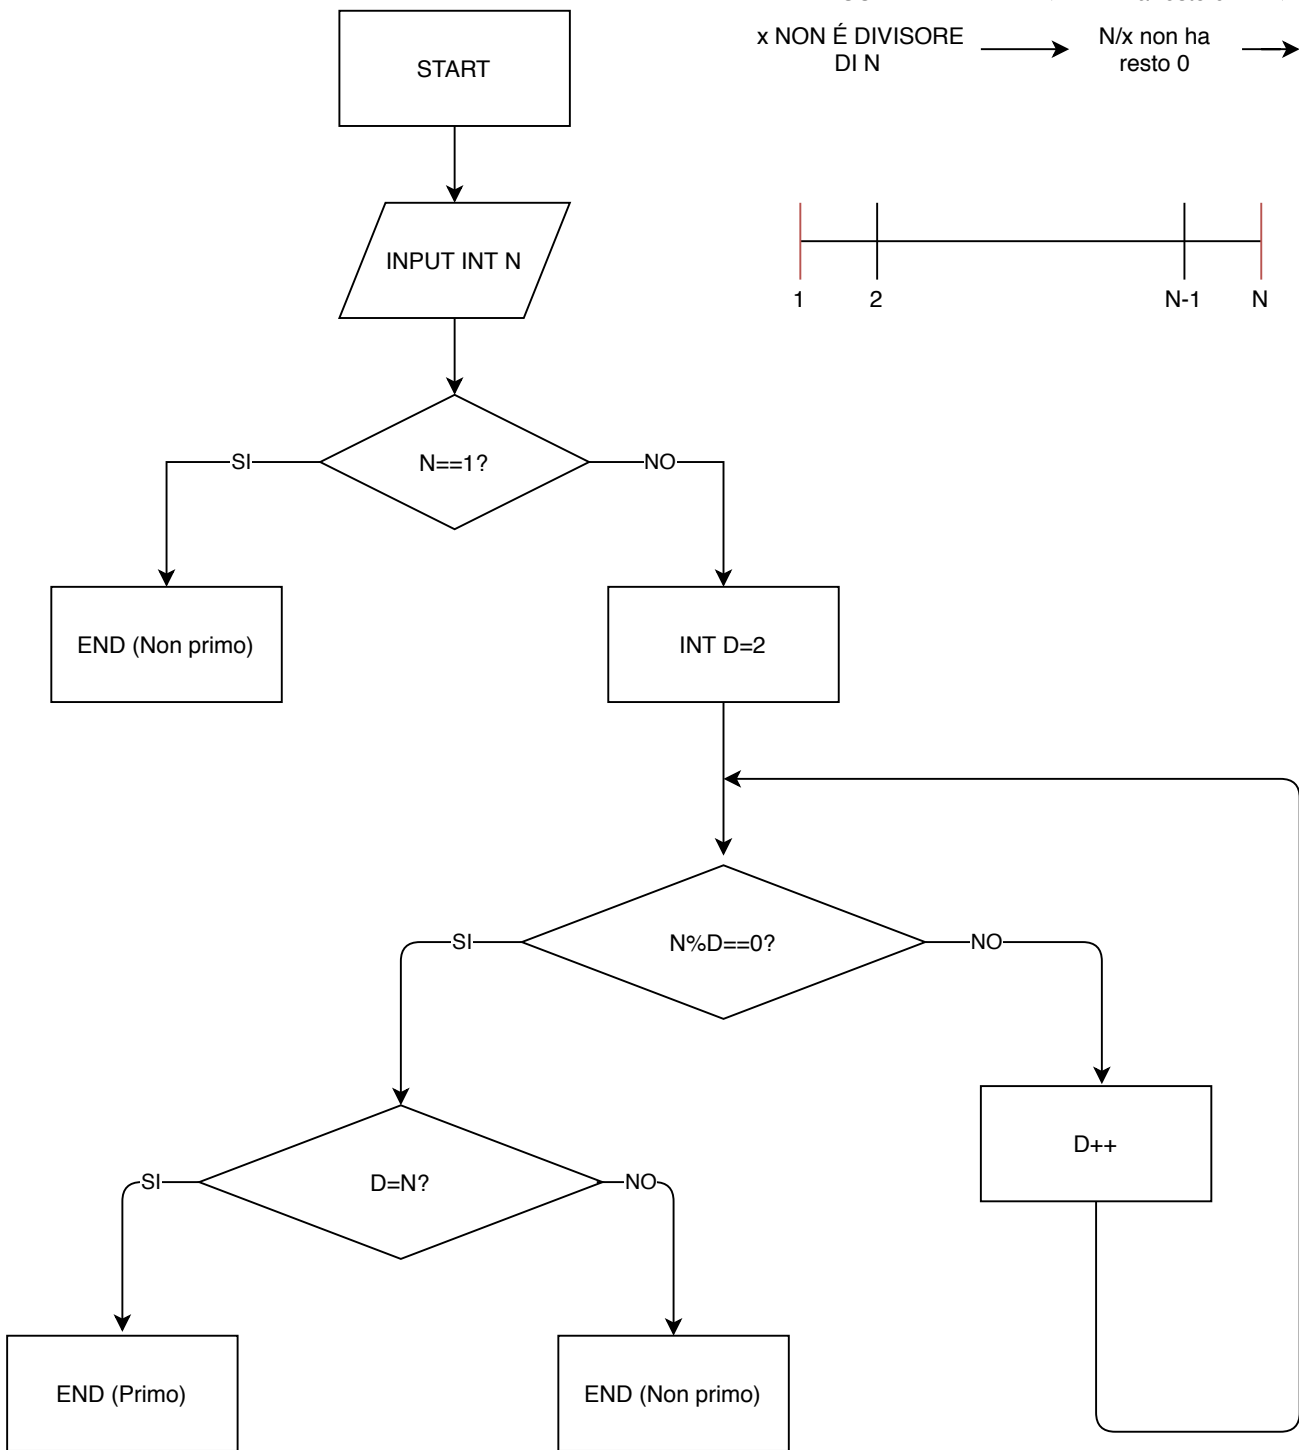 x NON É DIVISORE
DI N
N/x non ha
resto 0
START
INPUT INT N
1
2
N-1
N
N==1?
SI
NO
END (Non primo)
INT D=2
N%D==0?
SI
NO
D++
D=N?
SI
NO
END (Primo)
END (Non primo)